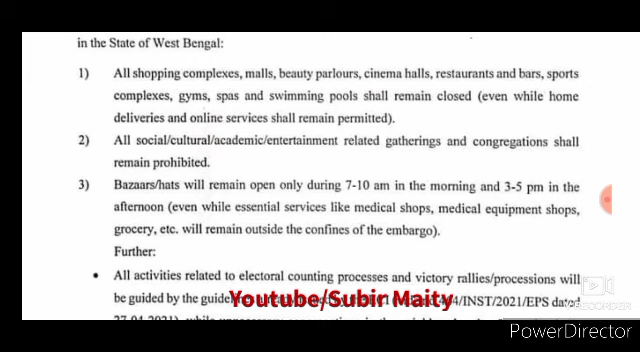 in the State of West Bengal:
1) All shopping complexes, malls, beauty parlours, cinema halls, restaurants and bars, sports
complexes, gyms, spas and swimming pools shall remain closed (even while home
deliveries and online services shall remain permitted).
2) All social/cultural/academic/entertainment related gatherings and congregations shall
remain prohibited.
3) Bazaars/hats will remain open only during 7-10 am in the morning and 3-5 pm in the
afternoon (even while essential services like medical shops, medical equipment shops,
grocery, etc. will remain outside the confines of the embargo).
Further:
• All activities related to electoral counting processes and victory rallies/processions will
be guided by the /INST/2021/EPS dated
Youtube/Subir Maity
RECORDER
PowerDirector